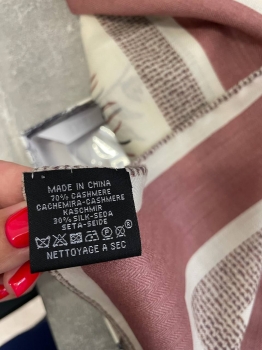 MADE IN CHINA
70% CASHMERE
CACHEMIRA-CASHMERE
KASCHMIR
30% SILK-SEDA
SETA-SEIDE
NETTOYAGE A SEC